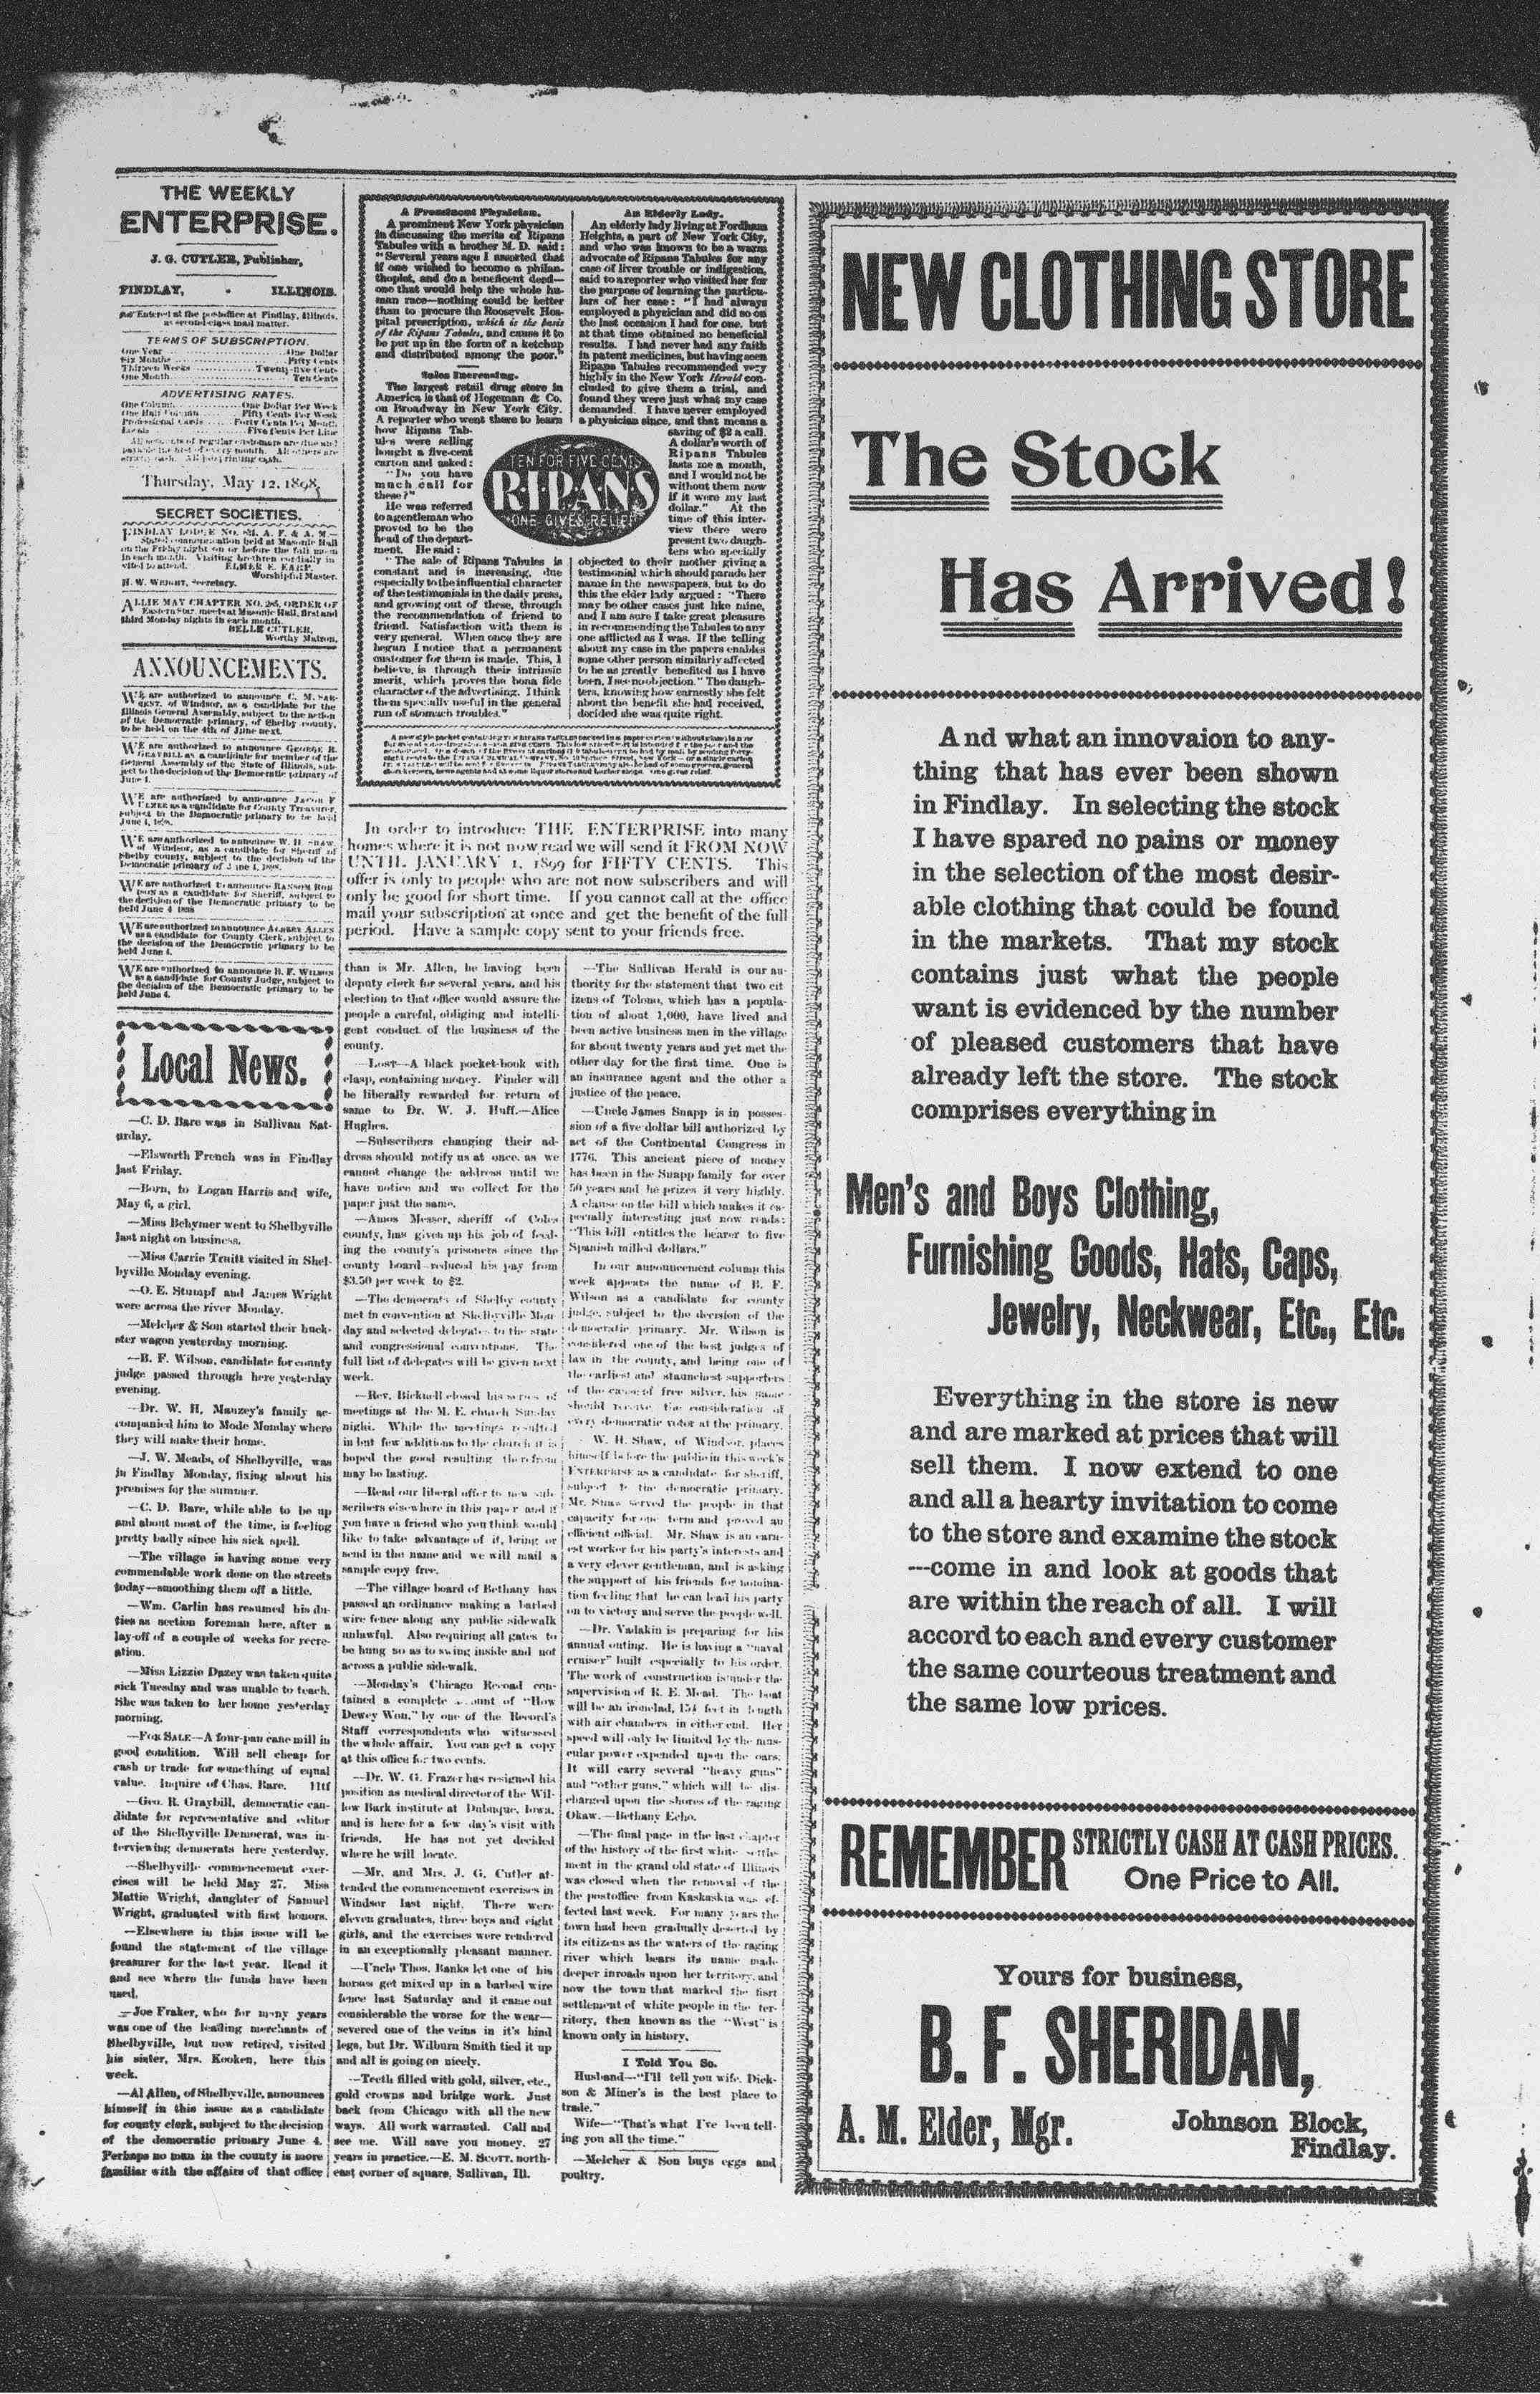 THE WEEKLY
ENTERPRISE.
J. G. CUTLER, Publisher,
FINDLAY, - ILLINOIS.
Entered at the postoffice at Findlay, Illinois,
as second-class mail matter.
TERMS OF SUBSCRIPTION.
One Year One Dollar
Six Months Fifty Cents
Thirteen Weeks Twenty-five Cents
One Month Ten Cents
ADVERTISING RATES.
One Column One Dollar Per Week
One Half Column Fifty Cents Per Week
Professional Cards Forty Cents Per Month
Locals Five Cents Per Line
Thursday, May 12, 1898.
SECRET SOCIETIES.
FINDLAY LODGE No. A. F. & A. M.—
Stated communication held at Masonic Hall
on the Friday night on or before the full moon
in each month. Visiting brethren cordially in
vited to attend. ELMER E. EARP,
Worshipful Master.
H. W. WRIGHT, Secretary.
ALLIE MAY CHAPTER NO. 285, ORDER OF
Eastern Star, meets at Masonic Hall, first and
third Monday nights in each month.
BELLE CUTLER,
Worthy Matron.
ANNOUNCEMENTS.
WE are authorized to announce C. M.
of Windsor, as a candidate for the
Illinois General Assembly, subject to the action
of the Democratic primary, of Shelby county,
to be held on the 4th of June next.
WE are authorized to announce GEORGE R.
GRAYBILL as a candidate for member of the
General Assembly of the State of Illinois, sub-
ject to the decision of the Democratic primary of
June 4.
WE are authorized to announce JACOB F.
as a candidate for County Treasurer,
subject to the Democratic primary to be held
June 4, 1898.
WE are authorized to announce W. H. SHAW,
of Windsor, as a candidate for Sheriff of
Shelby county, subject to the decision of the
Democratic primary of June 4, 1898.
WE are authorized to announce RANSOM ROB
as a candidate for Sheriff, subject to
the decision of the Democratic primary to be
held June 4 1898
WE are authorized to announce ALLEN
as a candidate for County Clerk, subject to
the decision of the Democratic primary to be
held June 4.
WE are authorized to announce B. F. WILSON
as a candidate for County Judge, subject to
the decision of the Democratic primary to be
held June 4.
Local News.
—C. D. Bare was in Sullivan Sat-
urday.
—Elsworth French was in Findlay
last Friday.
—Born, to Logan Harris and wife,
May 6, a girl.
—Miss Behymer went to Shelbyville
last night on business.
—Miss Carrie Truitt visited in Shel-
byville Monday evening.
—O. E. Stumpf and James Wright
were across the river Monday.
—Melcher & Son started their huck-
ster wagon yesterday morning.
—B. F. Wilson, candidate for county
judge passed through here yesterday
evening.
—Dr. W. H. Mauzey's family ac-
companied him to Mode Monday where
they will make their home.
—J. W. Meads, of Shelbyville, was
in Findlay Monday, fixing about his
premises for the summer.
—C. D. Bare, while able to be up
and about most of the time, is feeling
pretty badly since his sick spell.
—The village is having some very
commendable work done on the streets
today—smoothing them off a little.
—Wm. Carlin has resumed his du-
ties as section foreman here, after a
lay-off of a couple of weeks for recre-
ation.
—Miss Lizzie Dazey was taken quite
sick Tuesday and was unable to teach.
She was taken to her home yesterday
morning.
—FOR SALE—A four-pan cane mill in
good condition. Will sell cheap for
cash or trade for something of equal
value. Inquire of Chas. Bare. 11tf
—Geo. R. Graybill, democratic can-
didate for representative and editor
of the Shelbyville Democrat, was in-
terviewing democrats here yesterday.
—Shelbyville commencement exer-
cises will be held May 27. Miss
Mattie Wright, daughter of Samuel
Wright, graduated with first honors.
—Elsewhere in this issue will be
found the statement of the village
treasurer for the last year. Read it
and see where the funds have been
used.
—Joe Fraker, who for many years
was one of the leading merchants of
Shelbyville, but now retired, visited
his sister, Mrs. Kooken, here this
week.
—Al Allen, of Shelbyville, announces
himself in this issue as a candidate
for county clerk, subject to the decision
of the democratic primary June 4.
Perhaps no man in the county is more
familiar with the affairs of that office
A Prominent Physician.
A prominent New York physician
in discussing the merits of Ripans
Tabules with a brother M. D. said:
"Several years ago I asserted that
if one wished to become a philan-
thopist, and do a beneficent deed—
one that would help the whole hu-
man race—nothing could be better
than to procure the Roosevelt Hos-
pital prescription, which is the basis
of the Ripans Tabules, and cause it to
be put up in the form of a ketchup
and distributed among the poor."
Sales Increasing.
The largest retail drug store in
America is that of Hegeman & Co.
on Broadway in New York City.
A reporter who went there to learn
how Ripans Tab-
ules were selling
bought a five-cent
carton and asked:
"Do you have
much call for
these?"
He was referred
to a gentleman who
proved to be the
head of the depart-
ment. He said:
"The sale of Ripans Tabules is
constant and is increasing, due
especially to the influential character
of the testimonials in the daily press,
and growing out of these, through
the recommendation of friend to
friend. Satisfaction with them is
very general. When once they are
begun I notice that a permanent
customer for them is made. This, I
believe, is through their intrinsic
merit, which proves the bona fide
character of the advertising. I think
them specially useful in the general
run of stomach troubles."
TEN FOR FIVE CENTS
R·I·P·A·N·S
ONE GIVES RELIEF
An Elderly Lady.
An elderly lady living at Fordham
Heights, a part of New York City,
and who was known to be a warm
advocate of Ripans Tabules for any
case of liver trouble or indigestion,
said to a reporter who visited her for
the purpose of learning the particu-
lars of her case: "I had always
employed a physician and did so on
the last occasion I had for one, but
at that time obtained no beneficial
results. I had never had any faith
in patent medicines, but having seen
Ripans Tabules recommended very
highly in the New York Herald con-
cluded to give them a trial, and
found they were just what my case
demanded. I have never employed
a physician since, and that means a
saving of $2 a call.
A dollar's worth of
Ripans Tabules
lasts me a month,
and I would not be
without them now
if it were my last
dollar." At the
time of this inter-
view there were
present two daugh-
ters who specially
objected to their mother giving a
testimonial which should parade her
name in the newspapers, but to do
this the elder lady argued: "There
may be other cases just like mine,
and I am sure I take great pleasure
in recommending the Tabules to any
one afflicted as I was. If the telling
about my case in the papers enables
some other person similarly affected
to be as greatly benefited as I have
been, I see no objection." The daugh-
ters, knowing how earnestly she felt
about the benefit she had received,
decided she was quite right.
In order to introduce THE ENTERPRISE into many
homes where it is not now read we will send it FROM NOW
UNTIL JANUARY 1, 1899 for FIFTY CENTS. This
offer is only to people who are not now subscribers and will
only be good for short time. If you cannot call at the office
mail your subscription at once and get the benefit of the full
period. Have a sample copy sent to your friends free.
than is Mr. Allen, he having been
deputy clerk for several years, and his
election to that office would assure the
people a careful, obliging and intelli-
gent conduct of the business of the
county.
—LOST—A black pocket-book with
clasp, containing money. Finder will
be liberally rewarded for return of
same to Dr. W. J. Huff.—Alice
Hughes.
—Subscribers changing their ad-
dress should notify us at once, as we
cannot change the address until we
have notice and we collect for the
paper just the same.
—Amos Messer, sheriff of Coles
county, has given up his job of feed-
ing the county's prisoners since the
county board reduced his pay from
$3.50 per week to $2.
—The democrats of Shelby county
met in convention at Shelbyville Mon-
day and selected delegates to the state
and congressional conventions. The
full list of delegates will be given next
week.
—Rev. Bicknell closed his series of
meetings at the M. E. church Sunday
night. While the meetings resulted
in but few additions to the church it is
hoped the good resulting therefrom
may be lasting.
—Read our liberal offer to new sub-
scribers elsewhere in this paper and if
you have a friend who you think would
like to take advantage of it, bring or
send in the name and we will mail a
sample copy free.
—The village board of Bethany has
passed an ordinance making a barbed
wire fence along any public sidewalk
unlawful. Also requiring all gates to
be hung so as to swing inside and not
across a public sidewalk.
—Monday's Chicago Record con-
tained a complete account of "How
Dewey Won," by one of the Record's
Staff correspondents who witnessed
the whole affair. You can get a copy
at this office for two cents.
—Dr. W. G. Frazer has resigned his
position as medical director of the Wil-
low Bark institute at Dubuque, Iowa,
and is here for a few day's visit with
friends. He has not yet decided
where he will locate.
—Mr. and Mrs. J. G. Cutler at-
tended the commencement exercises in
Windsor last night. There were
eleven graduates, three boys and eight
girls, and the exercises were rendered
in an exceptionally pleasant manner.
—Uncle Thos. Banks let one of his
horses get mixed up in a barbed wire
fence last Saturday and it came out
considerable the worse for the wear—
severed one of the veins in it's hind
legs, but Dr. Wilburn Smith tied it up
and all is going on nicely.
—Teeth filled with gold, silver, etc.,
gold crowns and bridge work. Just
back from Chicago with all the new
ways. All work warranted. Call and
see me. Will save you money. 27
years in practice.—E. M. SCOTT, north-
east corner of square, Sullivan, Ill.
—The Sullivan Herald is our au-
thority for the statement that two cit
izens of Tolono, which has a popula-
tion of about 1,000, have lived and
been active business men in the village
for about twenty years and yet met the
other day for the first time. One is
an insurance agent and the other a
justice of the peace.
—Uncle James Snapp is in posses-
sion of a five dollar bill authorized by
act of the Continental Congress in
1776. This ancient piece of money
has been in the Snapp family for over
50 years and he prizes it very highly.
A clause on the bill which makes it es-
pecially interesting just now reads:
"This bill entitles the bearer to five
Spanish milled dollars."
In our announcement column this
week appears the name of B. F.
Wilson as a candidate for county
judge, subject to the decision of the
democratic primary. Mr. Wilson is
considered one of the best judges of
law in the county, and being one of
the earliest and staunchest supporters
of the cause of free silver, his name
should receive the consideration of
every democratic voter at the primary.
W. H. Shaw, of Windsor, places
himself before the public in this week's
ENTERPRISE as a candidate for sheriff,
subject to the democratic primary.
Mr. Shaw served the people in that
capacity for one term and proved an
efficient official. Mr. Shaw is an earn-
est worker for his party's interests and
a very clever gentleman, and is asking
the support of his friends for nomina-
tion feeling that he can lead his party
on to victory and serve the people well.
—Dr. Vadakin is preparing for his
annual outing. He is having a "naval
cruiser" built especially to his order.
The work of construction is under the
supervision of R. E. Mead. The boat
will be an ironclad, 15½ feet in length
with air chambers in either end. Her
speed will only be limited by the mus-
cular power expended upon the oars.
It will carry several "heavy guns"
and "other guns," which will be dis-
charged upon the shores of the raging
Okaw.—Bethany Echo.
—The final page in the last chapter
of the history of the first white settle-
ment in the grand old state of Illinois
was closed when the removal of the
the postoffice from Kaskaskia was ef-
fected last week. For many years the
town had been gradually deserted by
its citizens as the waters of the raging
river which bears its name made
deeper inroads upon her territory, and
now the town that marked the fisrt
settlement of white people in the ter-
ritory, then known as the "West" is
known only in history.
I Told You So.
Husband—"I'll tell you wife, Dick-
son & Miner's is the best place to
trade."
Wife—"That's what I've been tell-
ing you all the time."
—Melcher & Son buys eggs and
poultry.
NEW CLOTHING STORE
The Stock
Has Arrived!
And what an innovaion to any-
thing that has ever been shown
in Findlay. In selecting the stock
I have spared no pains or money
in the selection of the most desir-
able clothing that could be found
in the markets. That my stock
contains just what the people
want is evidenced by the number
of pleased customers that have
already left the store. The stock
comprises everything in
Men's and Boys Clothing,
Furnishing Goods, Hats, Caps,
Jewelry, Neckwear, Etc., Etc.
Everything in the store is new
and are marked at prices that will
sell them. I now extend to one
and all a hearty invitation to come
to the store and examine the stock
---come in and look at goods that
are within the reach of all. I will
accord to each and every customer
the same courteous treatment and
the same low prices.
REMEMBER STRICTLY CASH AT CASH PRICES.
One Price to All.
Yours for business,
B. F. SHERIDAN,
A. M. Elder, Mgr.
Johnson Block,
Findlay.